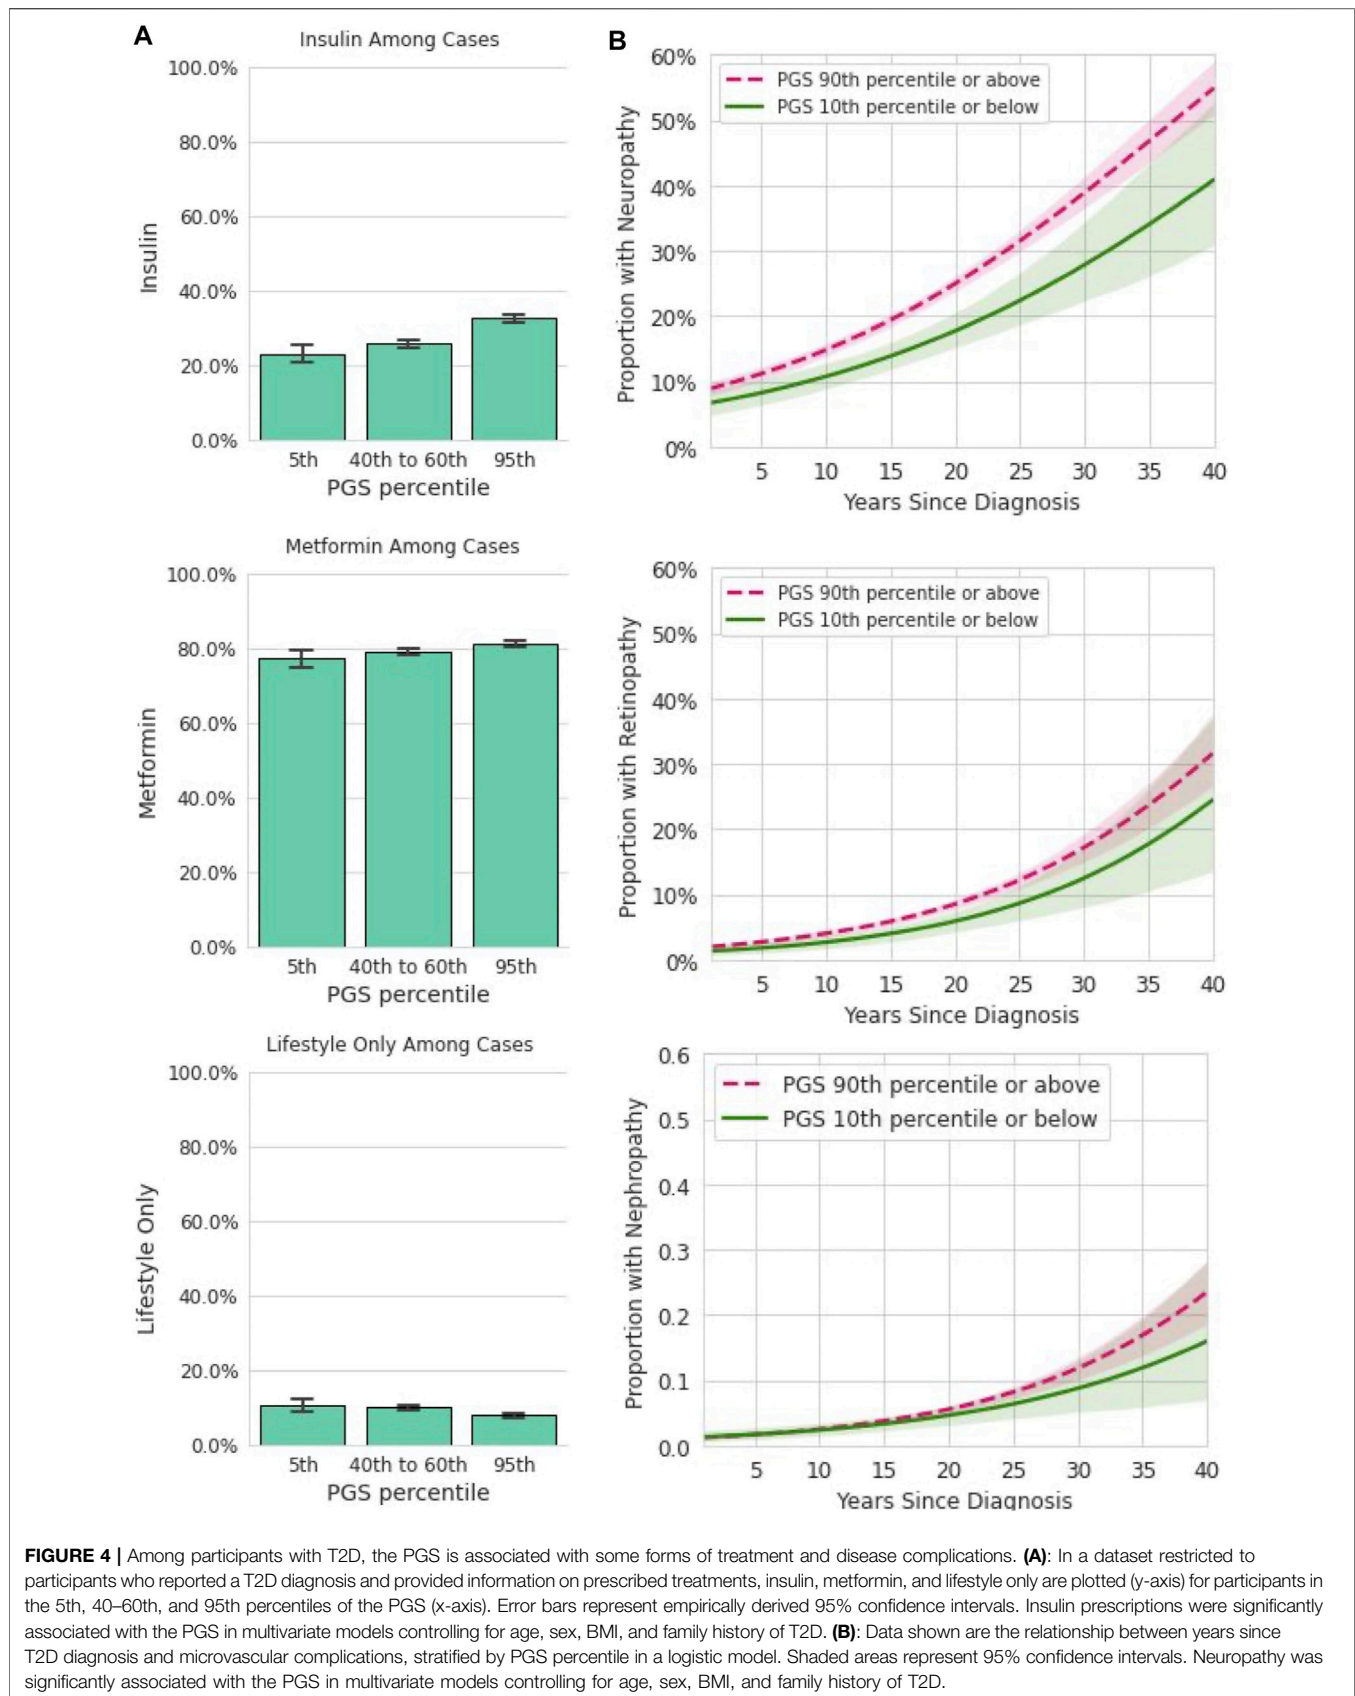 A
Insulin Among Cases
100.0%
80.0%
60.0%
40.0%
20.0%
0.0%
Insulin
5th 40th to 60th 95th
PGS percentile
Metformin Among Cases
100.0%
80.0%
60.0%
40.0%
20.0%
0.0%
Metformin
5th 40th to 60th 95th
PGS percentile
Lifestyle Only Among Cases
100.0%
80.0%
60.0%
40.0%
20.0%
0.0%
Lifestyle Only
5th 40th to 60th 95th
PGS percentile
B
60%
50%
40%
30%
20%
10%
0%
Proportion with Neuropathy
PGS 90th percentile or above
PGS 10th percentile or below
5 10 15 20 25 30 35 40
Years Since Diagnosis
60%
50%
40%
30%
20%
10%
0%
Proportion with Retinopathy
PGS 90th percentile or above
PGS 10th percentile or below
5 10 15 20 25 30 35 40
Years Since Diagnosis
0.6
0.5
0.4
0.3
0.2
0.1
0.0
Proportion with Nephropathy
PGS 90th percentile or above
PGS 10th percentile or below
5 10 15 20 25 30 35 40
Years Since Diagnosis
FIGURE 4 | Among participants with T2D, the PGS is associated with some forms of treatment and disease complications. (A): In a dataset restricted to
participants who reported a T2D diagnosis and provided information on prescribed treatments, insulin, metformin, and lifestyle only are plotted (y-axis) for participants in
the 5th, 40–60th, and 95th percentiles of the PGS (x-axis). Error bars represent empirically derived 95% confidence intervals. Insulin prescriptions were significantly
associated with the PGS in multivariate models controlling for age, sex, BMI, and family history of T2D. (B): Data shown are the relationship between years since
T2D diagnosis and microvascular complications, stratified by PGS percentile in a logistic model. Shaded areas represent 95% confidence intervals. Neuropathy was
significantly associated with the PGS in multivariate models controlling for age, sex, BMI, and family history of T2D.